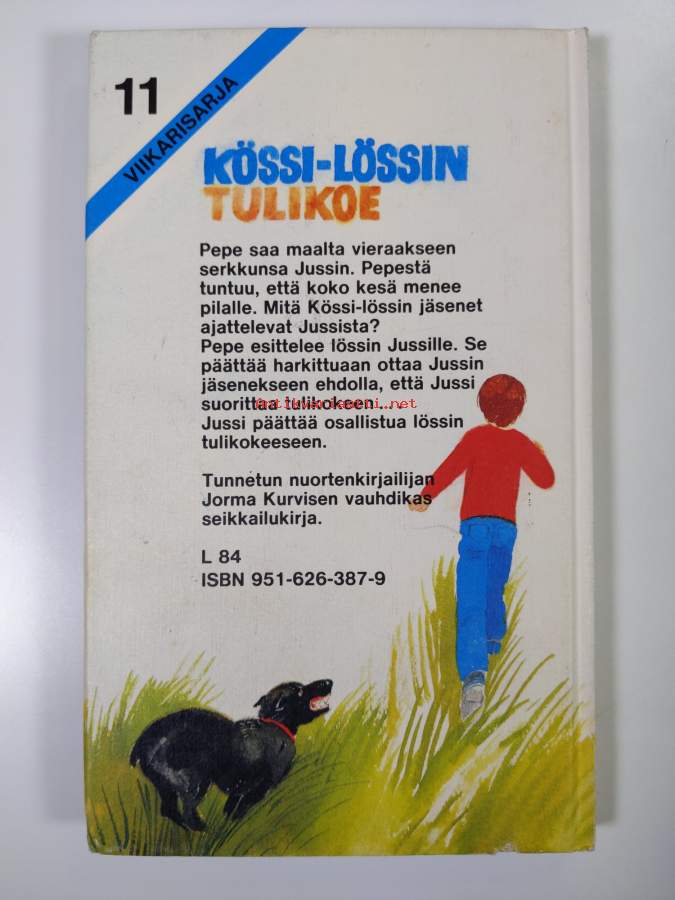 11
VIIKARISARJA
KÖSSI-LÖSSIN
TULIKOE
Pepe saa maalta vieraakseen
serkkunsa Jussin. Pepestä
tuntuu, että koko kesä menee
pilalle. Mitä Kössi-lössin jäsenet
ajattelevat Jussista?
Pepe esittelee lössin Jussille. Se
päättää harkittuaan ottaa Jussin
jäsenekseen ehdolla, että Jussi
suorittaa tulikokeen...
Antikvariaatti.net
Jussi päättää osallistua lössin
tulikokeeseen.
Tunnetun nuortenkirjailijan
Jorma Kurvisen vauhdikas
seikkailukirja.
L 84
ISBN 951-626-387-9